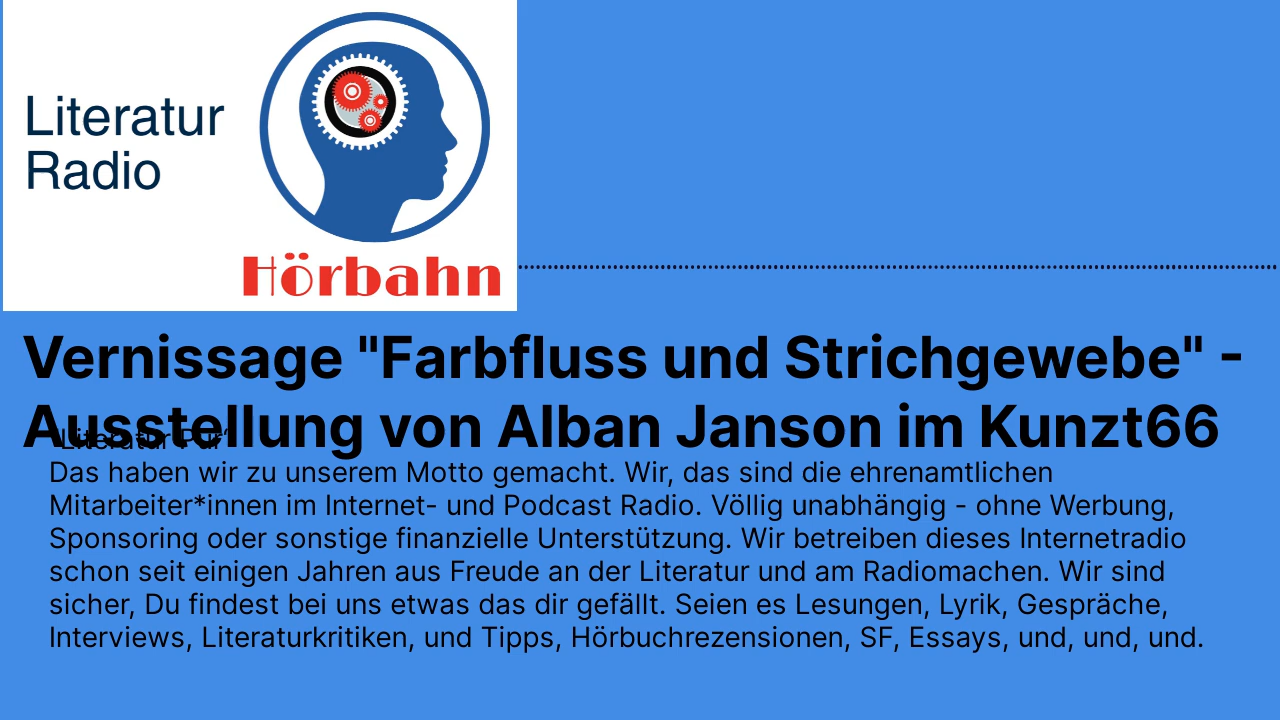 Literatur
Radio
Hörbahn
Vernissage "Farbfluss und Strichgewebe" -
Ausstellung von Alban Janson im Kunzt66
"Literatur Pur"
Das haben wir zu unserem Motto gemacht. Wir, das sind die ehrenamtlichen
Mitarbeiter*innen im Internet- und Podcast Radio. Völlig unabhängig - ohne Werbung,
Sponsoring oder sonstige finanzielle Unterstützung. Wir betreiben dieses Internetradio
schon seit einigen Jahren aus Freude an der Literatur und am Radiomachen. Wir sind
sicher, Du findest bei uns etwas das dir gefällt. Seien es Lesungen, Lyrik, Gespräche,
Interviews, Literaturkritiken, und Tipps, Hörbuchrezensionen, SF, Essays, und, und, und.